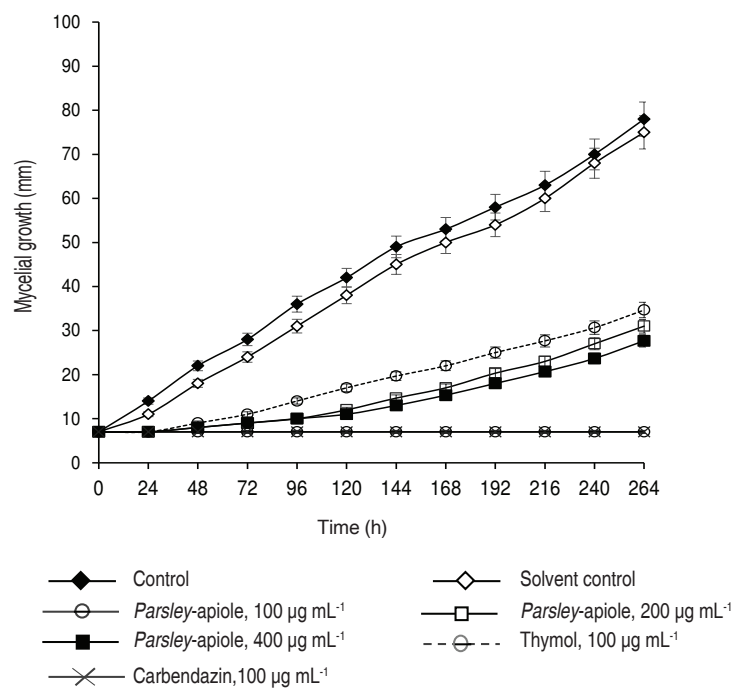 100
90
80
70
60
50
40
30
20
10
0
Mycelial growth (mm)
0 24 48 72 96 120 144 168 192 216 240 264
Time (h)
Control
Solvent control
Parsley-apiole, 100 µg mL-1
Parsley-apiole, 200 µg mL-1
Parsley-apiole, 400 µg mL-1
Thymol, 100 µg mL-1
Carbendazin,100 µg mL-1